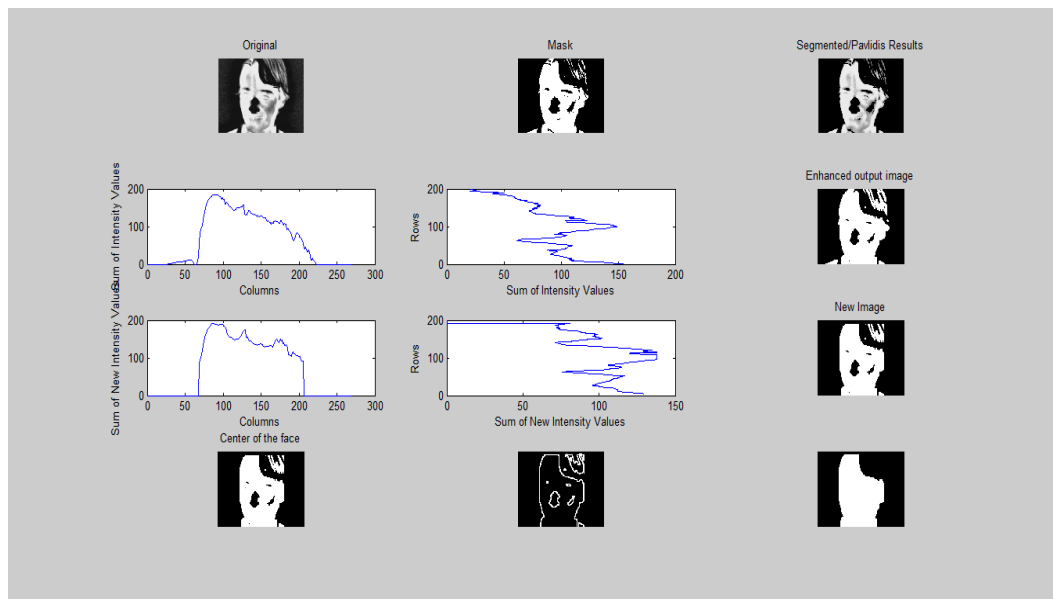 Original
Mask
Segmented/Pavlidis Results
Sum of Intensity Values
200
100
0
0 50 100 150 200 250 300
Columns
Rows
200
100
0
0 50 100 150 200
Sum of Intensity Values
Enhanced output image
Sum of New Intensity Values
200
100
0
0 50 100 150 200 250 300
Columns
Rows
200
100
0
0 50 100 150
Sum of New Intensity Values
New Image
Center of the face